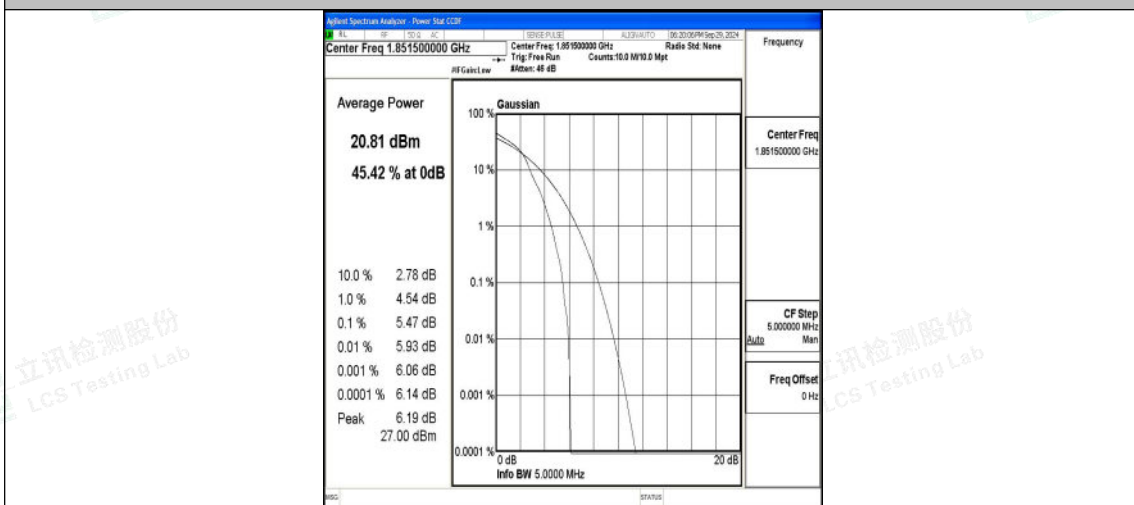 Agilent Spectrum Analyzer - Power Stat CCDF
RL RF 50 Ω AC SENSE:PULSE ALIGNAUTO 06:20:06PM Sep 29, 2024
Center Freq 1.851500000 GHz
Center Freq: 1.851500000 GHz Radio Std: None
Trig: Free Run Counts:10.0 M/10.0 Mpt
#IFGain:Low #Atten: 46 dB
Frequency
Center Freq
1.851500000 GHz
CF Step
5.000000 MHz
Auto Man
Freq Offset
0 Hz
Average Power
20.81 dBm
45.42 % at 0dB
10.0 % 2.78 dB
1.0 % 4.54 dB
0.1 % 5.47 dB
0.01 % 5.93 dB
0.001 % 6.06 dB
0.0001 % 6.14 dB
Peak 6.19 dB
27.00 dBm
Gaussian
100 %
10 %
1 %
0.1 %
0.01 %
0.001 %
0.0001 %
0 dB 20 dB
Info BW 5.0000 MHz
MSG STATUS
立讯检测股份
LCS Testing Lab
立讯检测股份
LCS Testing Lab